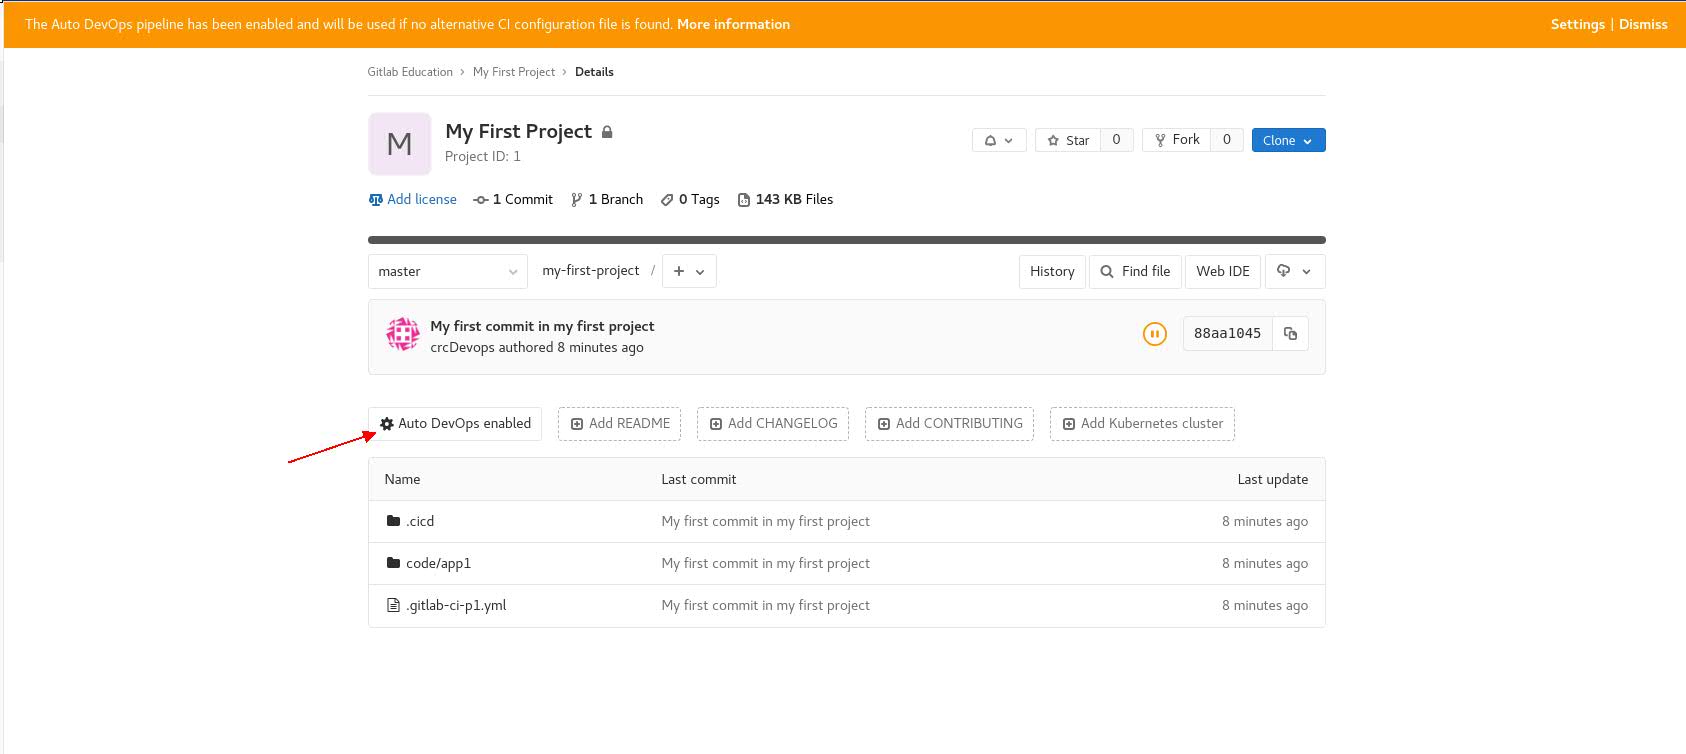 The Auto DevOps pipeline has been enabled and will be used if no alternative CI configuration file is found. More information Settings | Dismiss
Gitlab Education › My First Project › Details
M
My First Project
Project ID: 1
Star 0 Fork 0 Clone
Add license 1 Commit 1 Branch 0 Tags 143 KB Files
master my-first-project / + History Find file Web IDE
My first commit in my first project
crcDevops authored 8 minutes ago
88aa1045
Auto DevOps enabled Add README Add CHANGELOG Add CONTRIBUTING Add Kubernetes cluster
Name Last commit Last update
.cicd My first commit in my first project 8 minutes ago
code/app1 My first commit in my first project 8 minutes ago
.gitlab-ci-p1.yml My first commit in my first project 8 minutes ago